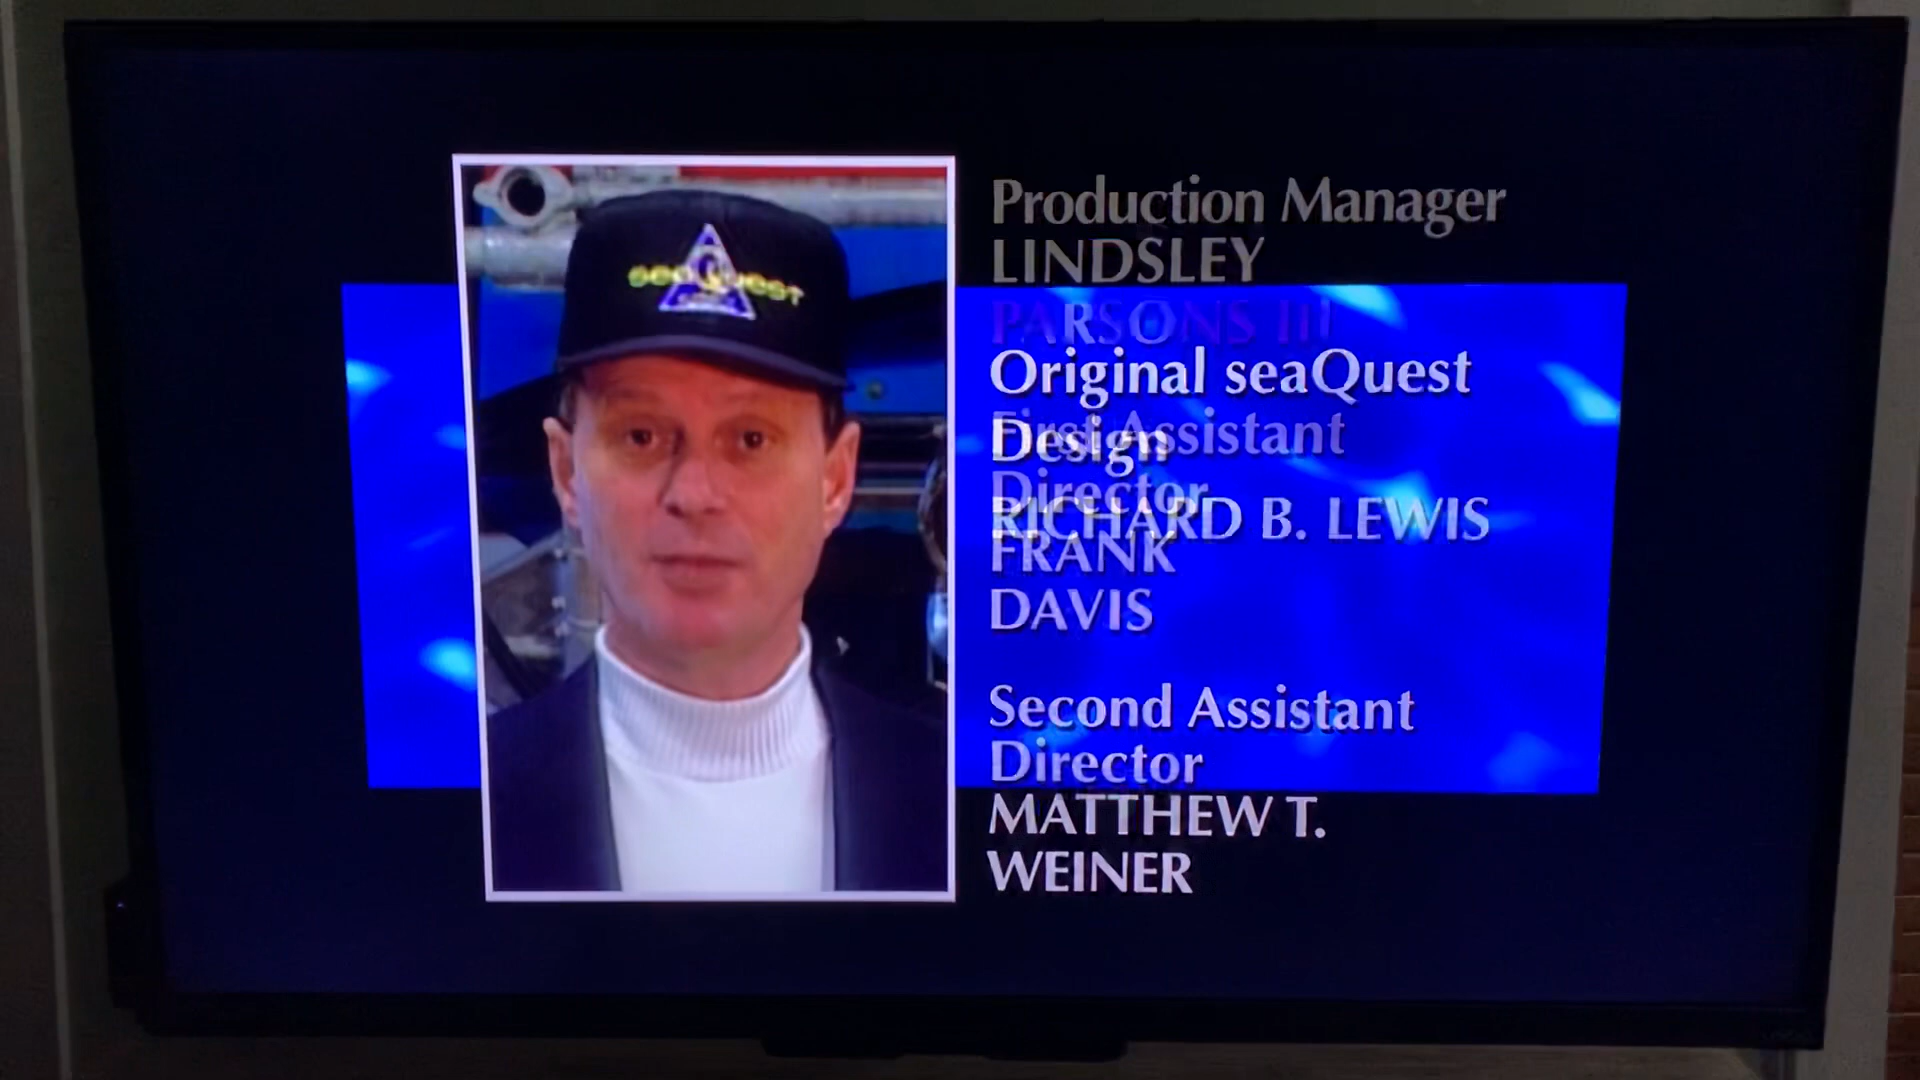 seaQuest
Production Manager
LINDSLEY
PARSONS III
Original seaQuest
Design
RICHARD B. LEWIS
First Assistant
Director
FRANK
DAVIS
Second Assistant
Director
MATTHEW T.
WEINER